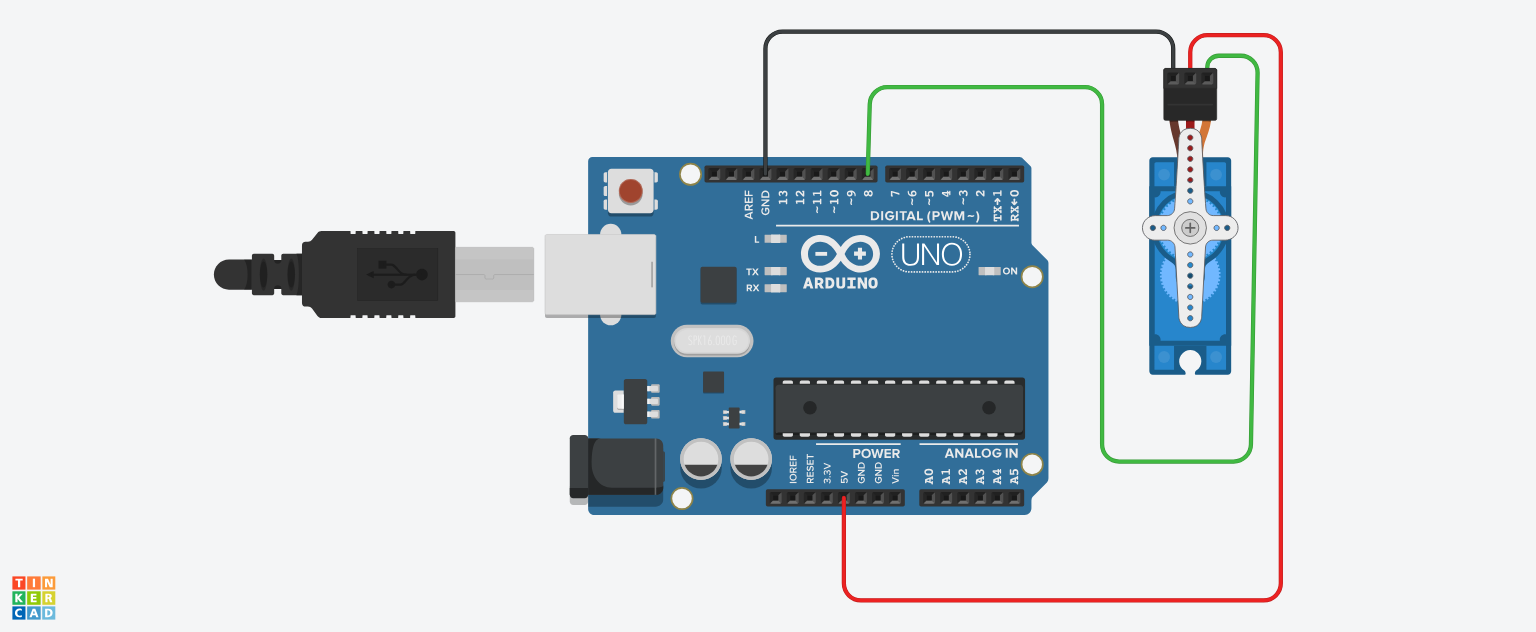 AREF
GND
13
12
~11
~10
~9
8
7
~6
~5
4
~3
2
TX→1
RX←0
DIGITAL (PWM~)
L
TX
RX
ARDUINO
UNO
ON
SPK16.000G
POWER
ANALOG IN
IOREF
RESET
3.3V
5V
GND
GND
Vin
A0
A1
A2
A3
A4
A5
TIN
KER
CAD